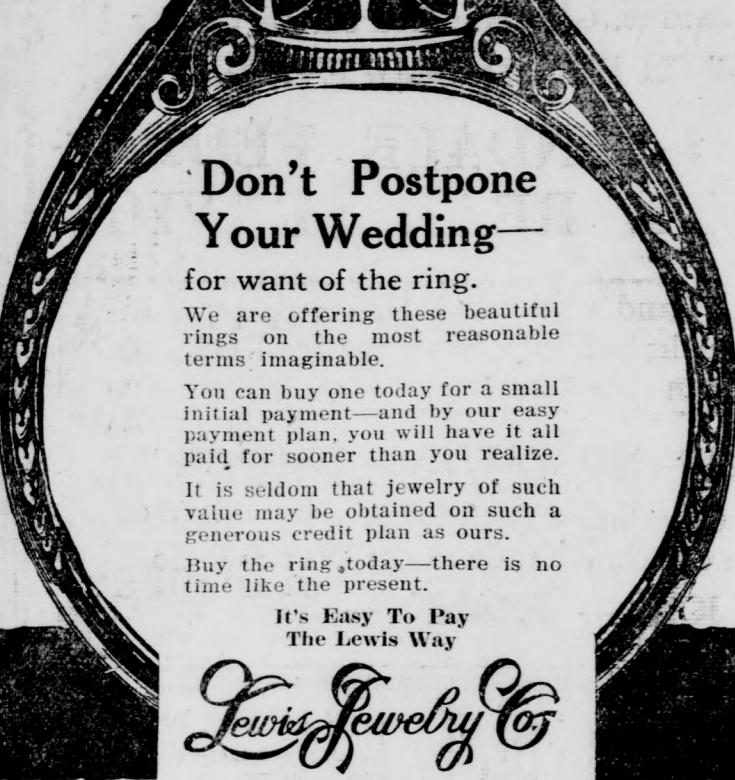 Don't Postpone
Your Wedding—
for want of the ring.
We are offering these beautiful
rings on the most reasonable
terms imaginable.
You can buy one today for a small
initial payment—and by our easy
payment plan, you will have it all
paid for sooner than you realize.
It is seldom that jewelry of such
value may be obtained on such a
generous credit plan as ours.
Buy the ring today—there is no
time like the present.
It's Easy To Pay
The Lewis Way
Lewis Jewelry Co.